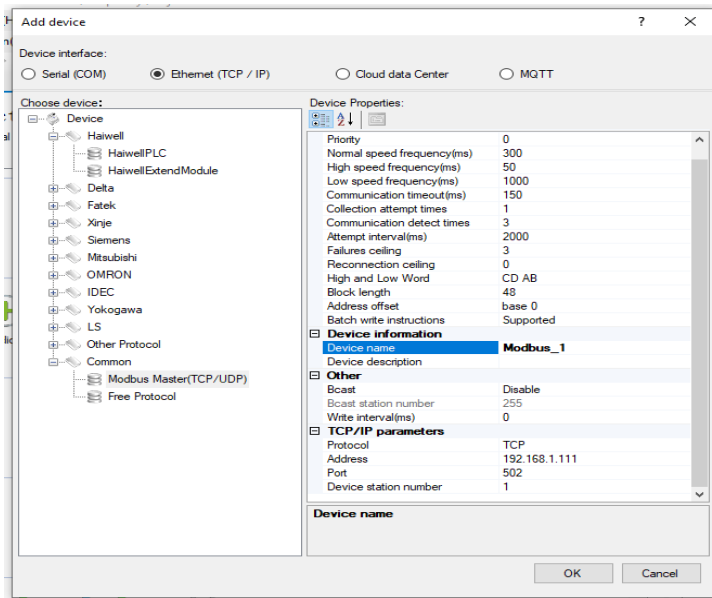 Add device
? ×
Device interface:
Serial (COM) Ethernet (TCP / IP) Cloud data Center MQTT
Choose device:
Device
Haiwell
HaiwellPLC
HaiwellExtendModule
Delta
Fatek
Xinje
Siemens
Mitsubishi
OMRON
IDEC
Yokogawa
LS
Other Protocol
Common
Modbus Master(TCP/UDP)
Free Protocol
Device Properties:
Priority 0
Normal speed frequency(ms) 300
High speed frequency(ms) 50
Low speed frequency(ms) 1000
Communication timeout(ms) 150
Collection attempt times 1
Communication detect times 3
Attempt interval(ms) 2000
Failures ceiling 3
Reconnection ceiling 0
High and Low Word CD AB
Block length 48
Address offset base 0
Batch write instructions Supported
Device information
Device name Modbus_1
Device description
Other
Bcast Disable
Bcast station number 255
Write interval(ms) 0
TCP/IP parameters
Protocol TCP
Address 192.168.1.111
Port 502
Device station number 1
Device name
OK Cancel